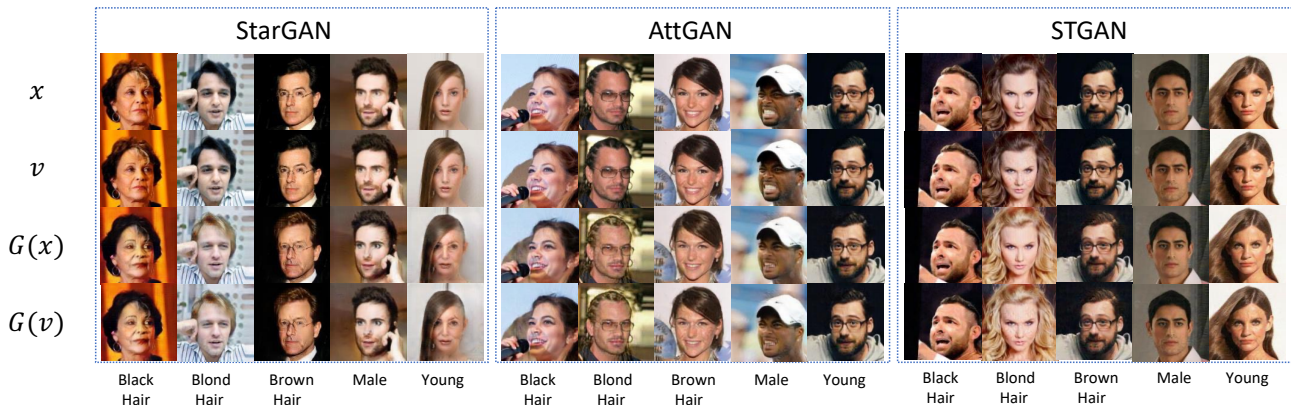 StarGAN
AttGAN
STGAN
x
v
G(x)
G(v)
Black Hair
Blond Hair
Brown Hair
Male
Young
Black Hair
Blond Hair
Brown Hair
Male
Young
Black Hair
Blond Hair
Brown Hair
Male
Young